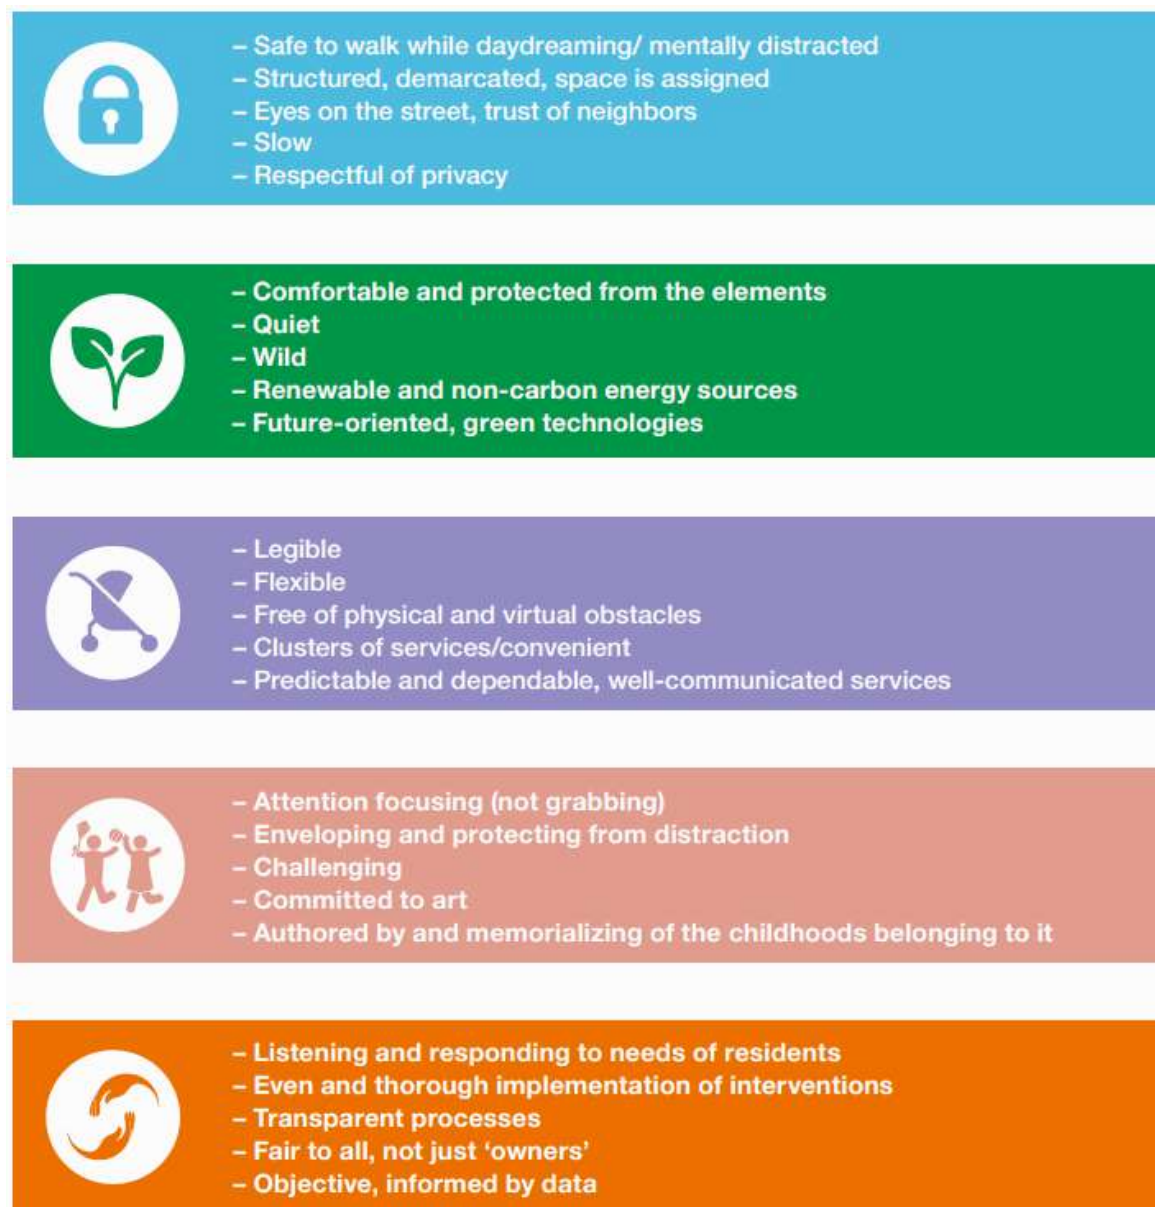 – Safe to walk while daydreaming/ mentally distracted
– Structured, demarcated, space is assigned
– Eyes on the street, trust of neighbors
– Slow
– Respectful of privacy
– Comfortable and protected from the elements
– Quiet
– Wild
– Renewable and non-carbon energy sources
– Future-oriented, green technologies
– Legible
– Flexible
– Free of physical and virtual obstacles
– Clusters of services/convenient
– Predictable and dependable, well-communicated services
– Attention focusing (not grabbing)
– Enveloping and protecting from distraction
– Challenging
– Committed to art
– Authored by and memorializing of the childhoods belonging to it
– Listening and responding to needs of residents
– Even and thorough implementation of interventions
– Transparent processes
– Fair to all, not just ‘owners’
– Objective, informed by data